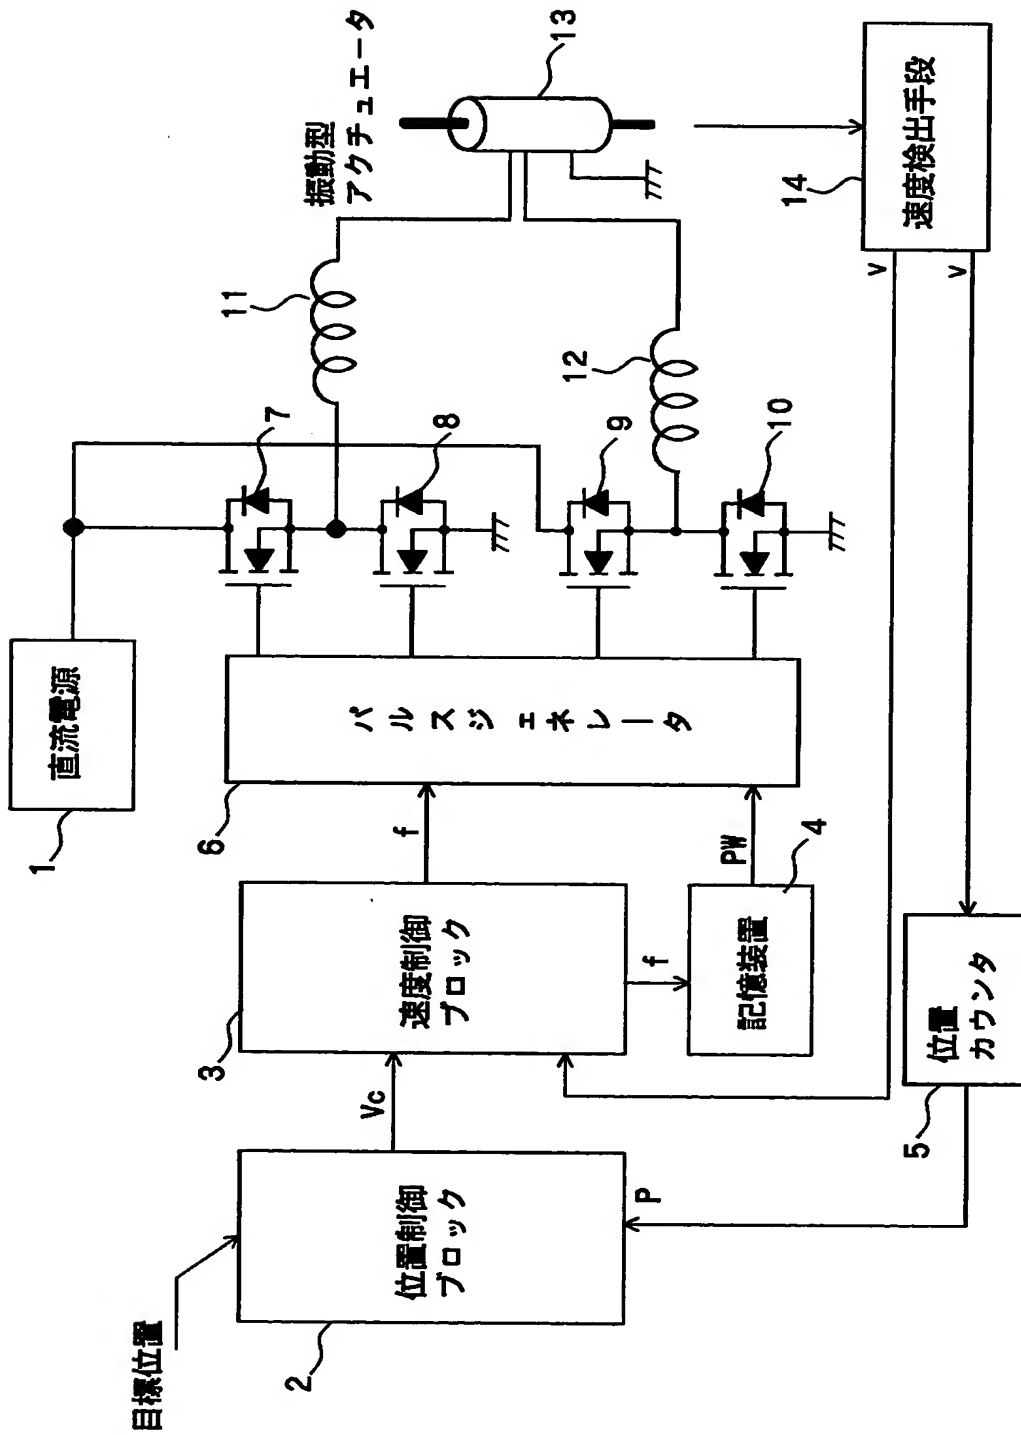 目標位置
位置制御
ブロック
2
Vc
P
速度制御
ブロック
3
f
f
記憶装置
4
PW
位置
カウンタ
5
直流電源
1
パルスジェネレータ
6
7
8
9
10
11
12
振動型
アクチュエータ
13
速度検出手段
14
v
v